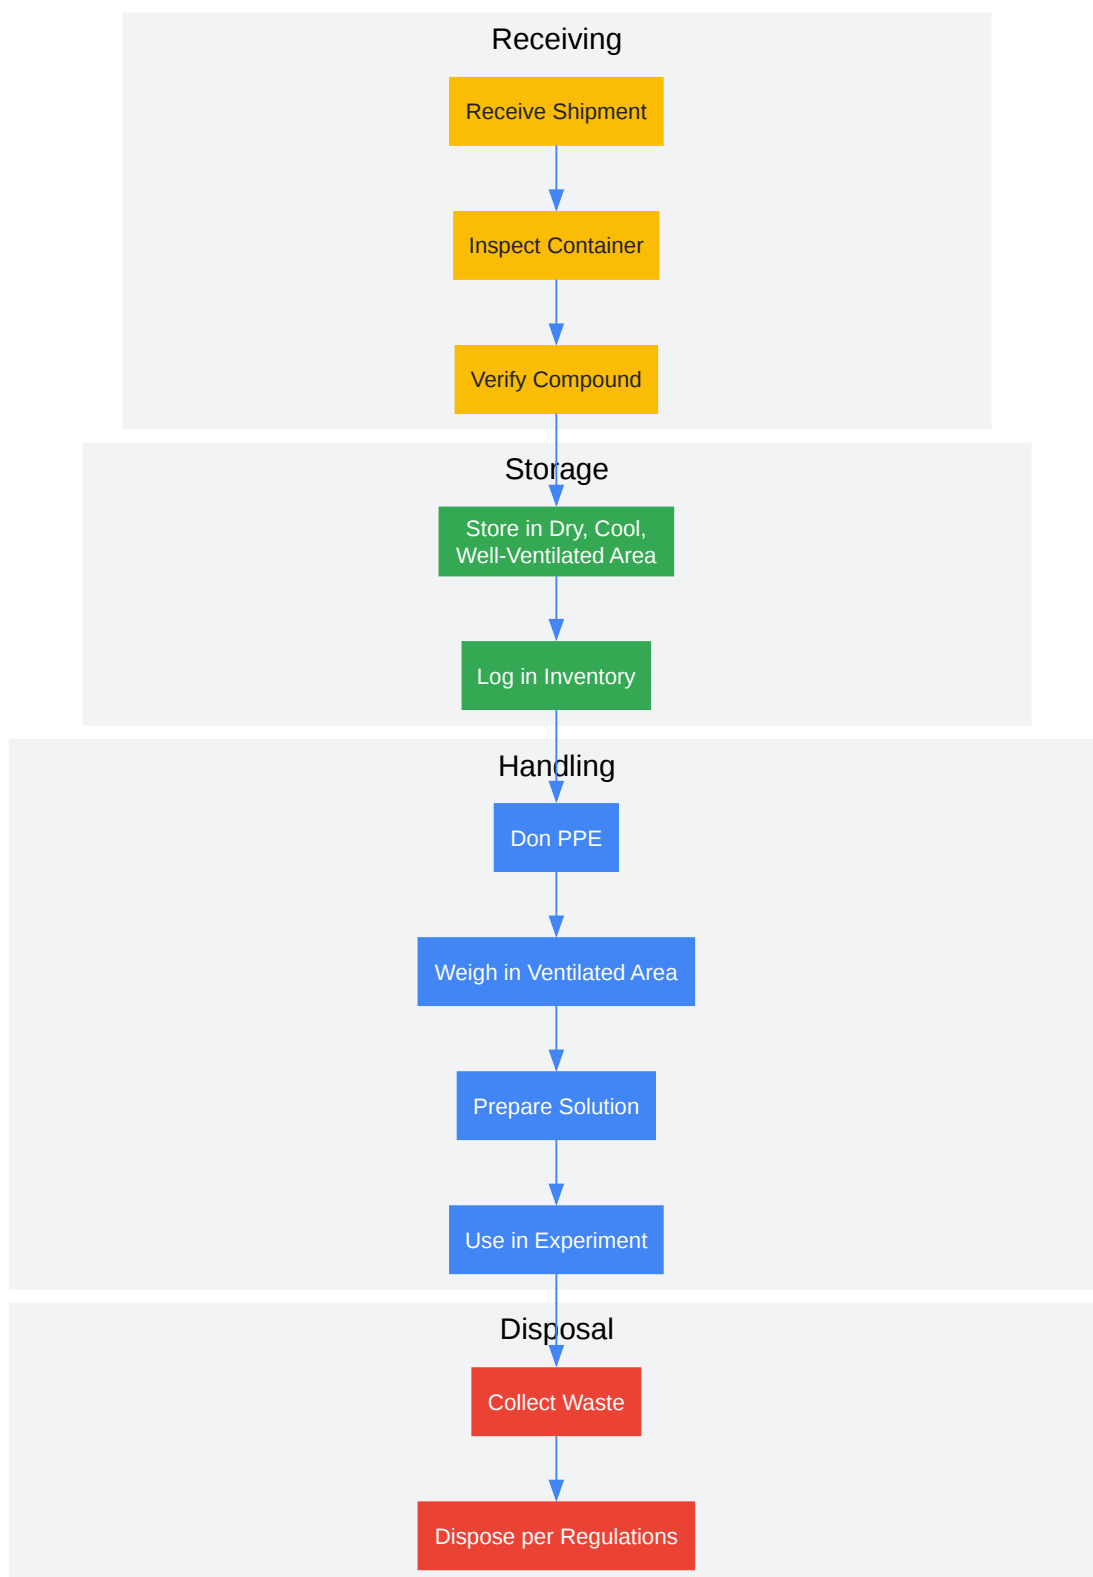 Receiving
Receive Shipment
Inspect Container
Verify Compound
Storage
Store in Dry, Cool,
Well-Ventilated Area
Log in Inventory
Handling
Don PPE
Weigh in Ventilated Area
Prepare Solution
Use in Experiment
Disposal
Collect Waste
Dispose per Regulations